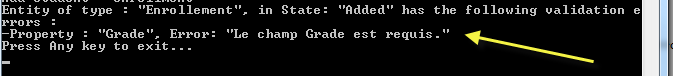 Entity of type : "Enrollement", in State: "Added" has the following validation e
rrors :
-Property : "Grade", Error: "Le champ Grade est requis."
Press Any key to exit...